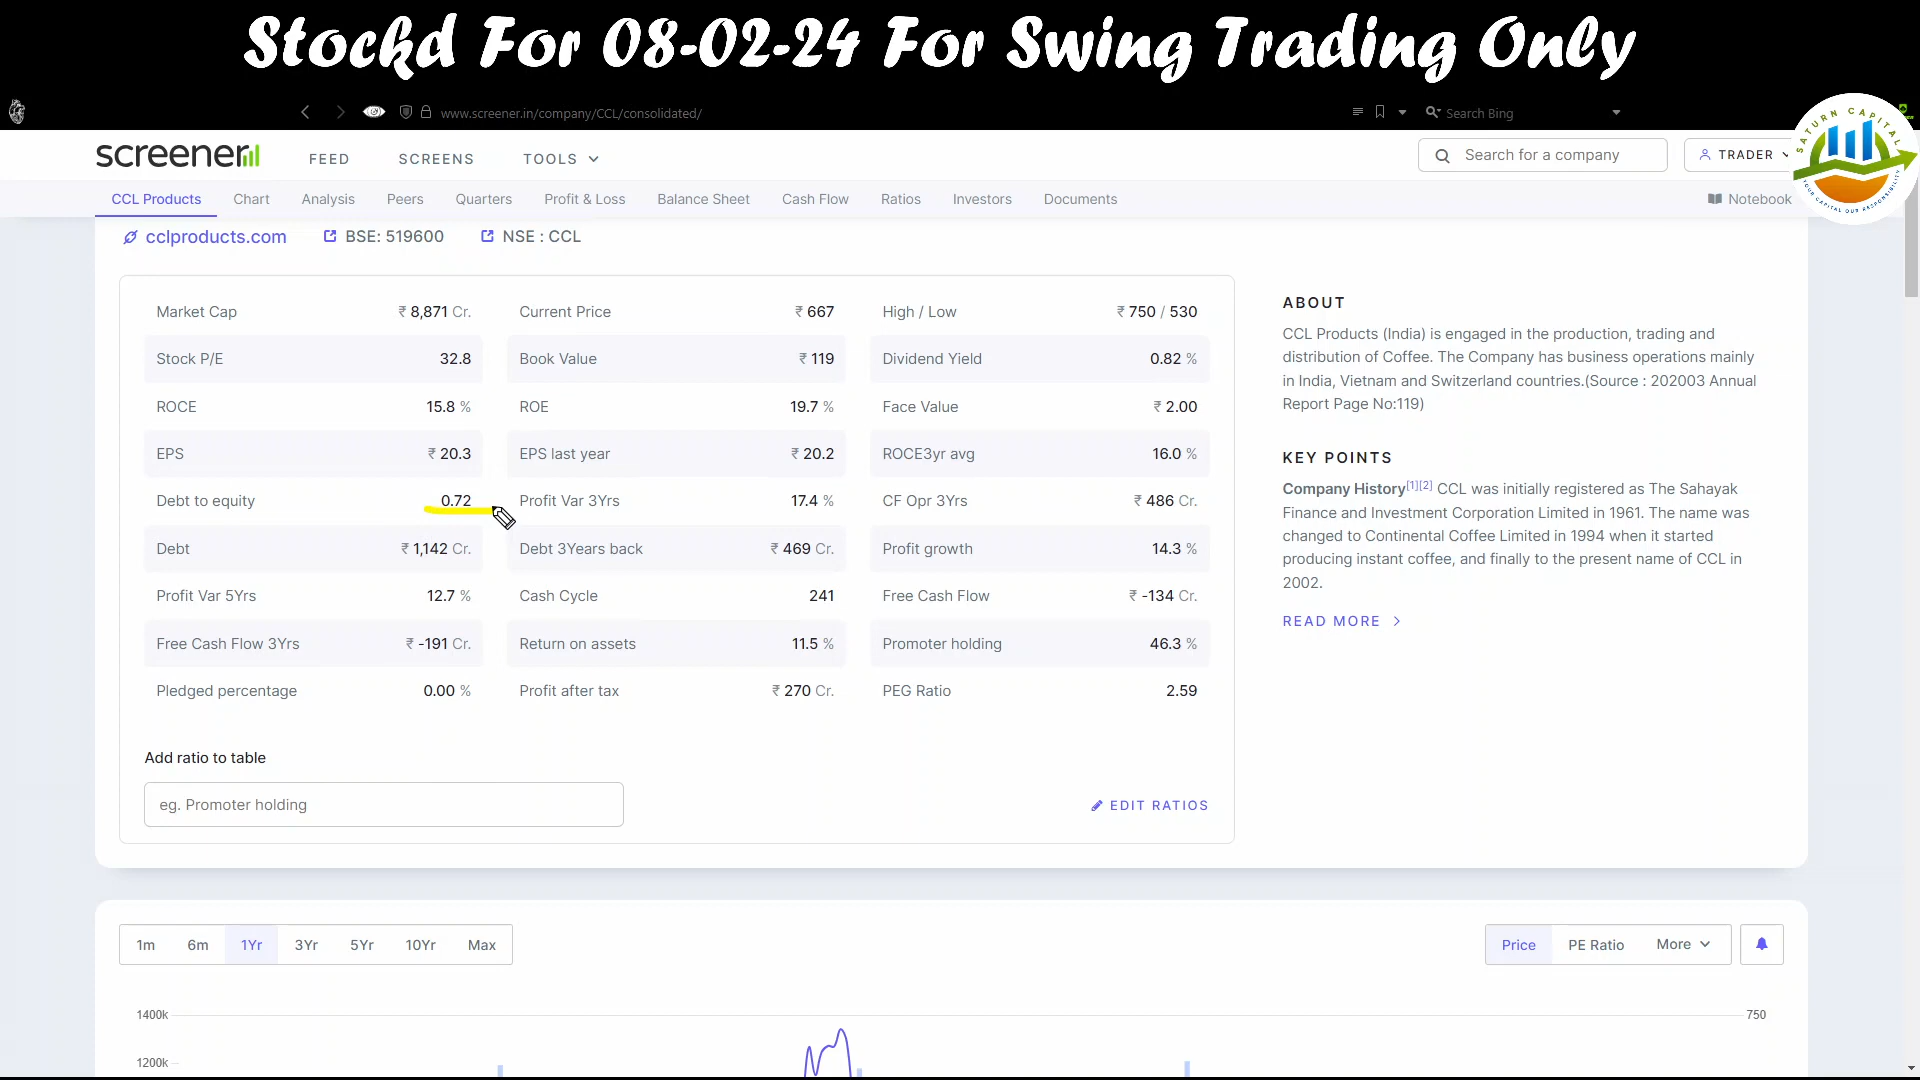 Stockd For 08-02-24 For Swing Trading Only
www.screener.in/company/CCL/consolidated/
Search Bing
SATURN CAPITAL
YOUR CAPITAL OUR RESPONSIBILITY
screener
FEED SCREENS TOOLS
Search for a company
TRADER
CCL Products Chart Analysis Peers Quarters Profit & Loss Balance Sheet Cash Flow Ratios Investors Documents Notebook
cclproducts.com BSE: 519600 NSE : CCL
Market Cap ₹ 8,871 Cr. Current Price ₹ 667 High / Low ₹ 750 / 530
Stock P/E 32.8 Book Value ₹ 119 Dividend Yield 0.82 %
ROCE 15.8 % ROE 19.7 % Face Value ₹ 2.00
EPS ₹ 20.3 EPS last year ₹ 20.2 ROCE3yr avg 16.0 %
Debt to equity 0.72 Profit Var 3Yrs 17.4 % CF Opr 3Yrs ₹ 486 Cr.
Debt ₹ 1,142 Cr. Debt 3Years back ₹ 469 Cr. Profit growth 14.3 %
Profit Var 5Yrs 12.7 % Cash Cycle 241 Free Cash Flow ₹ -134 Cr.
Free Cash Flow 3Yrs ₹ -191 Cr. Return on assets 11.5 % Promoter holding 46.3 %
Pledged percentage 0.00 % Profit after tax ₹ 270 Cr. PEG Ratio 2.59
Add ratio to table
eg. Promoter holding
EDIT RATIOS
ABOUT
CCL Products (India) is engaged in the production, trading and
distribution of Coffee. The Company has business operations mainly
in India, Vietnam and Switzerland countries.(Source : 202003 Annual
Report Page No:119)
KEY POINTS
Company History[1][2] CCL was initially registered as The Sahayak
Finance and Investment Corporation Limited in 1961. The name was
changed to Continental Coffee Limited in 1994 when it started
producing instant coffee, and finally to the present name of CCL in
2002.
READ MORE
1m 6m 1Yr 3Yr 5Yr 10Yr Max
Price PE Ratio More
1400k 750
1200k